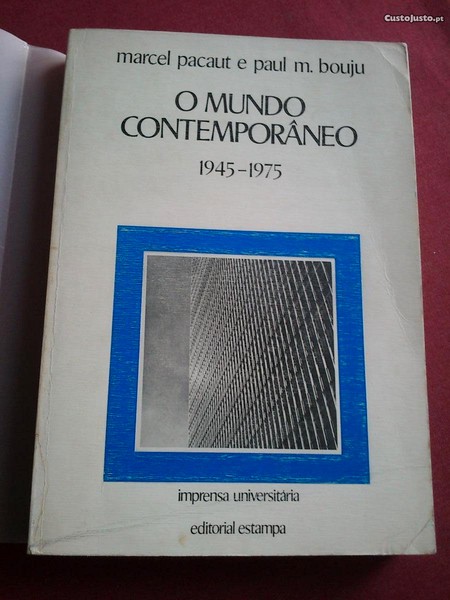 CustoJusto.pt
marcel pacaut e paul m. bouju
O MUNDO
CONTEMPORÂNEO
1945-1975
imprensa universitária
editorial estampa